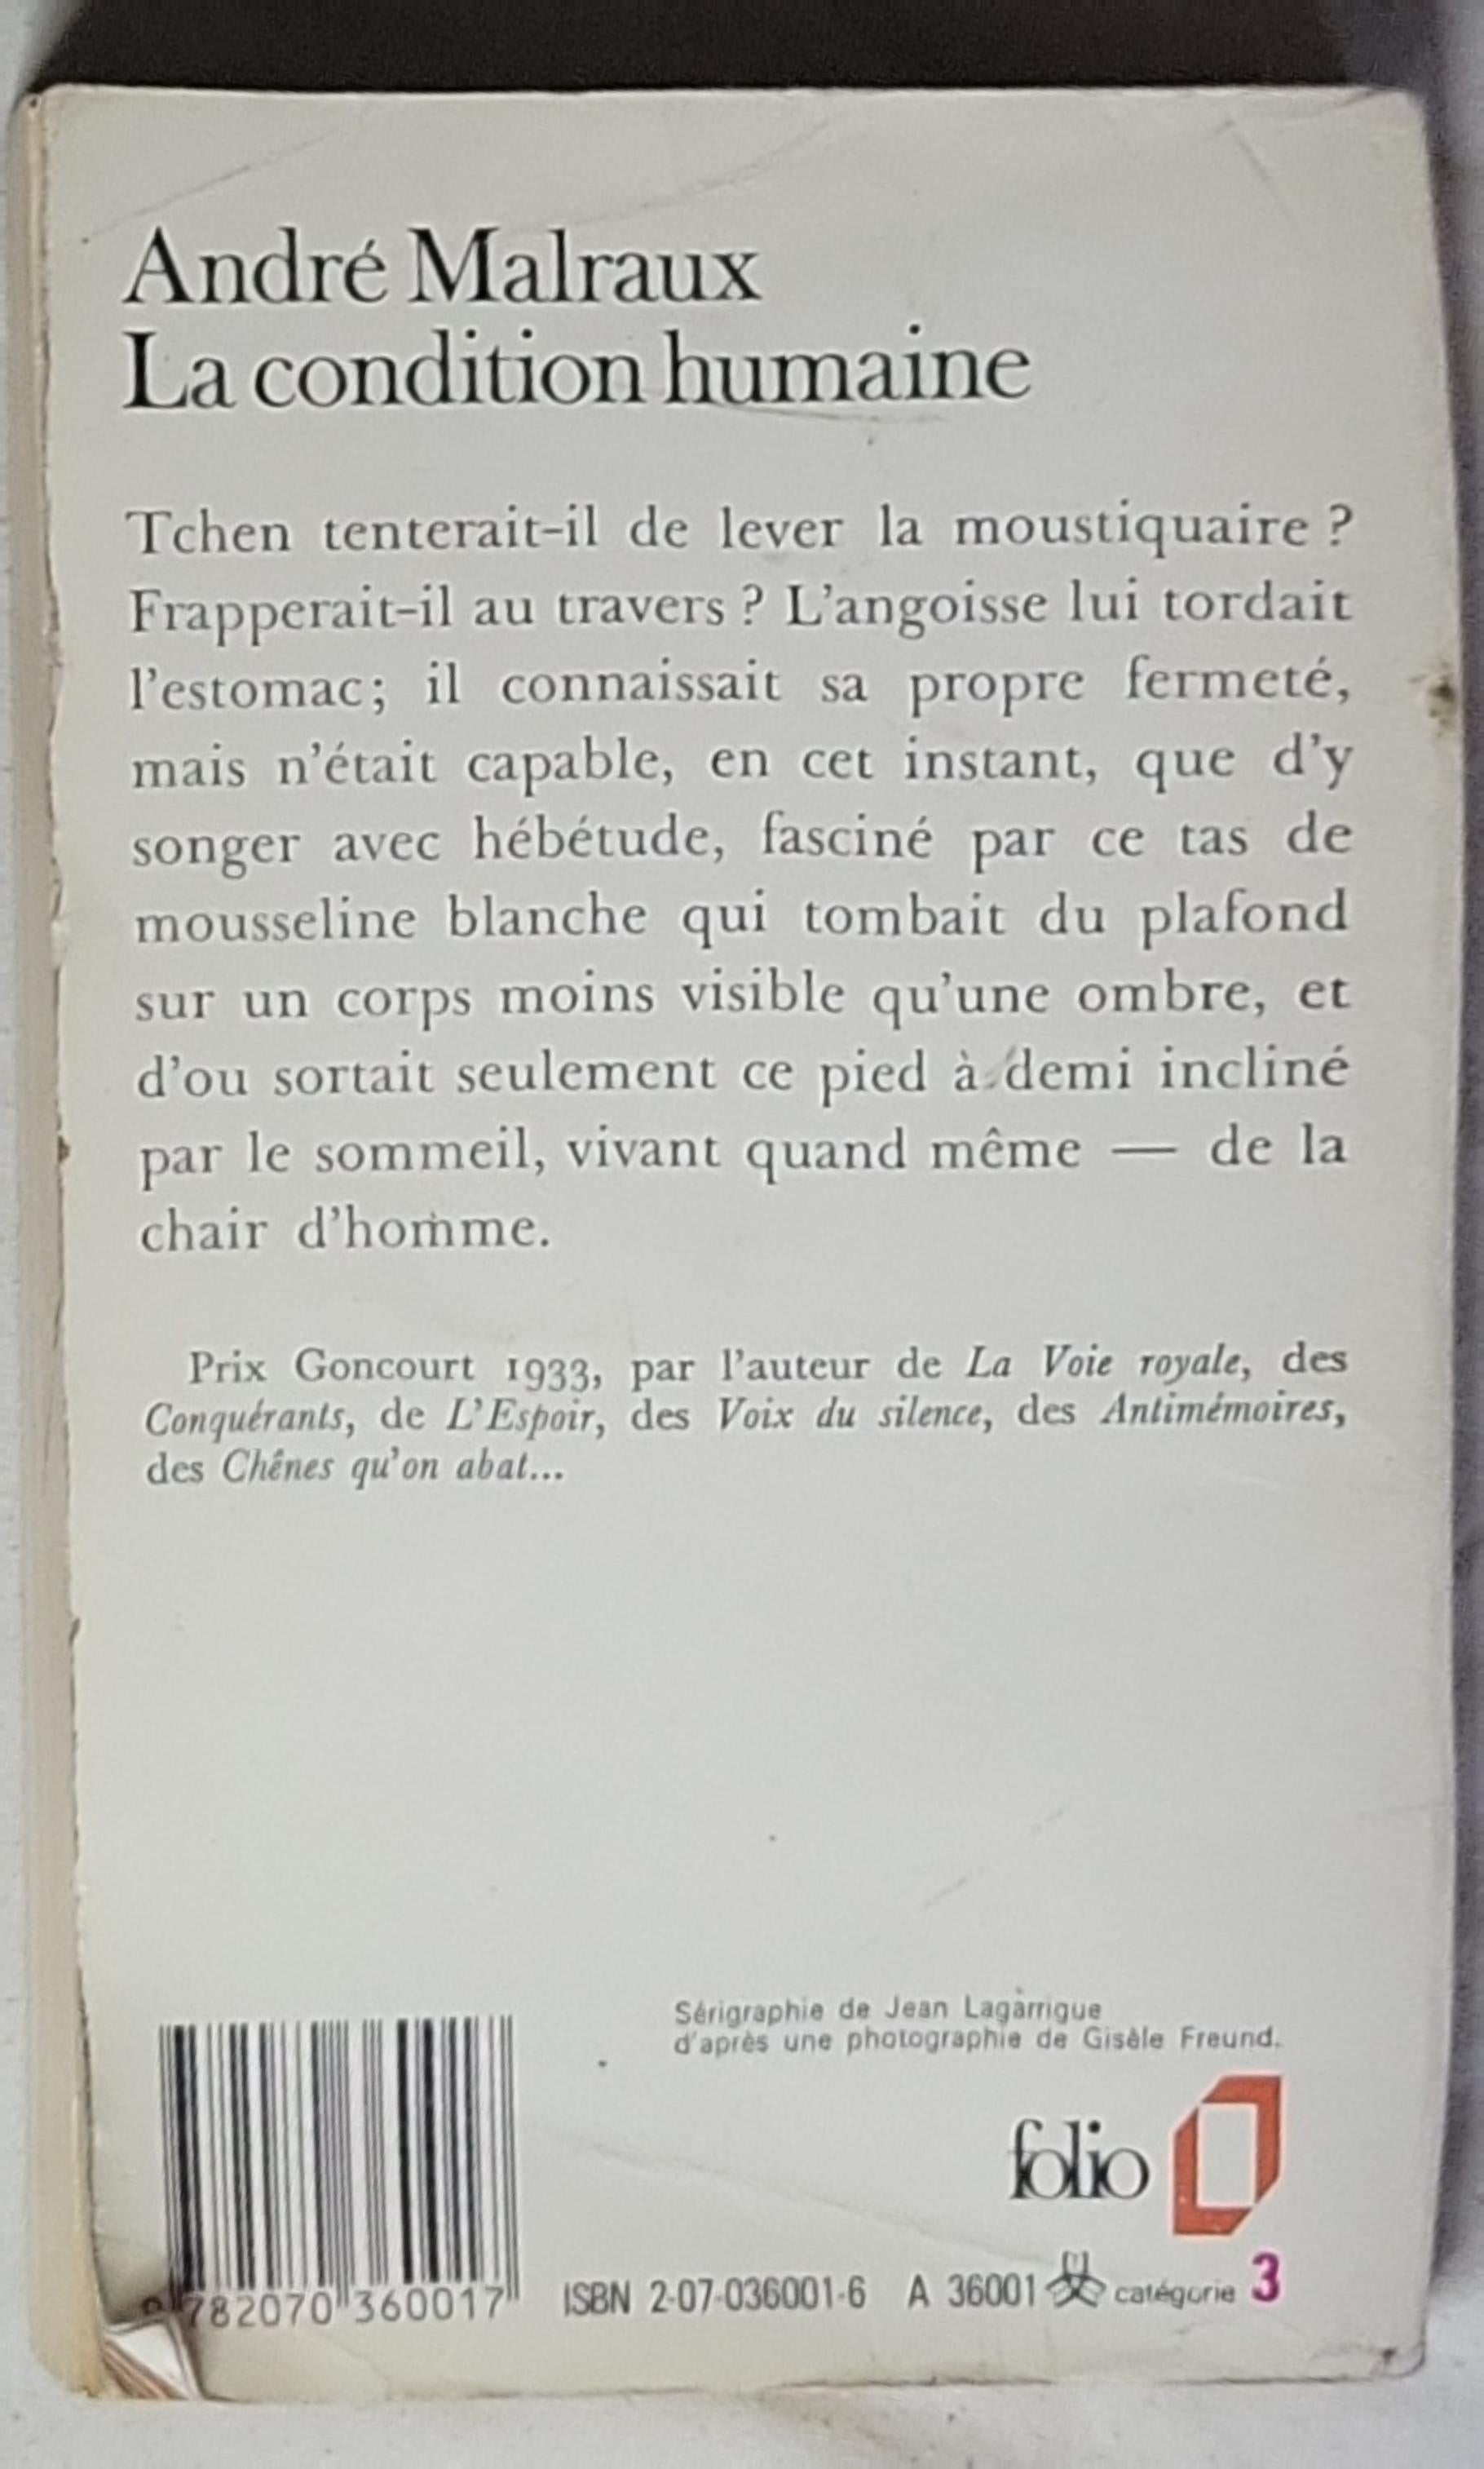 André Malraux
La condition humaine
Tchen tenterait-il de lever la moustiquaire ?
Frapperait-il au travers ? L'angoisse lui tordait
l'estomac; il connaissait sa propre fermeté,
mais n'était capable, en cet instant, que d'y
songer avec hébétude, fasciné par ce tas de
mousseline blanche qui tombait du plafond
sur un corps moins visible qu'une ombre, et
d'ou sortait seulement ce pied à demi incliné
par le sommeil, vivant quand même — de la
chair d'homme.
Prix Goncourt 1933, par l'auteur de La Voie royale, des
Conquérants, de L'Espoir, des Voix du silence, des Antimémoires,
des Chênes qu'on abat...
Sérigraphie de Jean Lagarrigue
d'après une photographie de Gisèle Freund.
folio
9 782070 360017
ISBN 2-07-036001-6 A 36001 catégorie 3